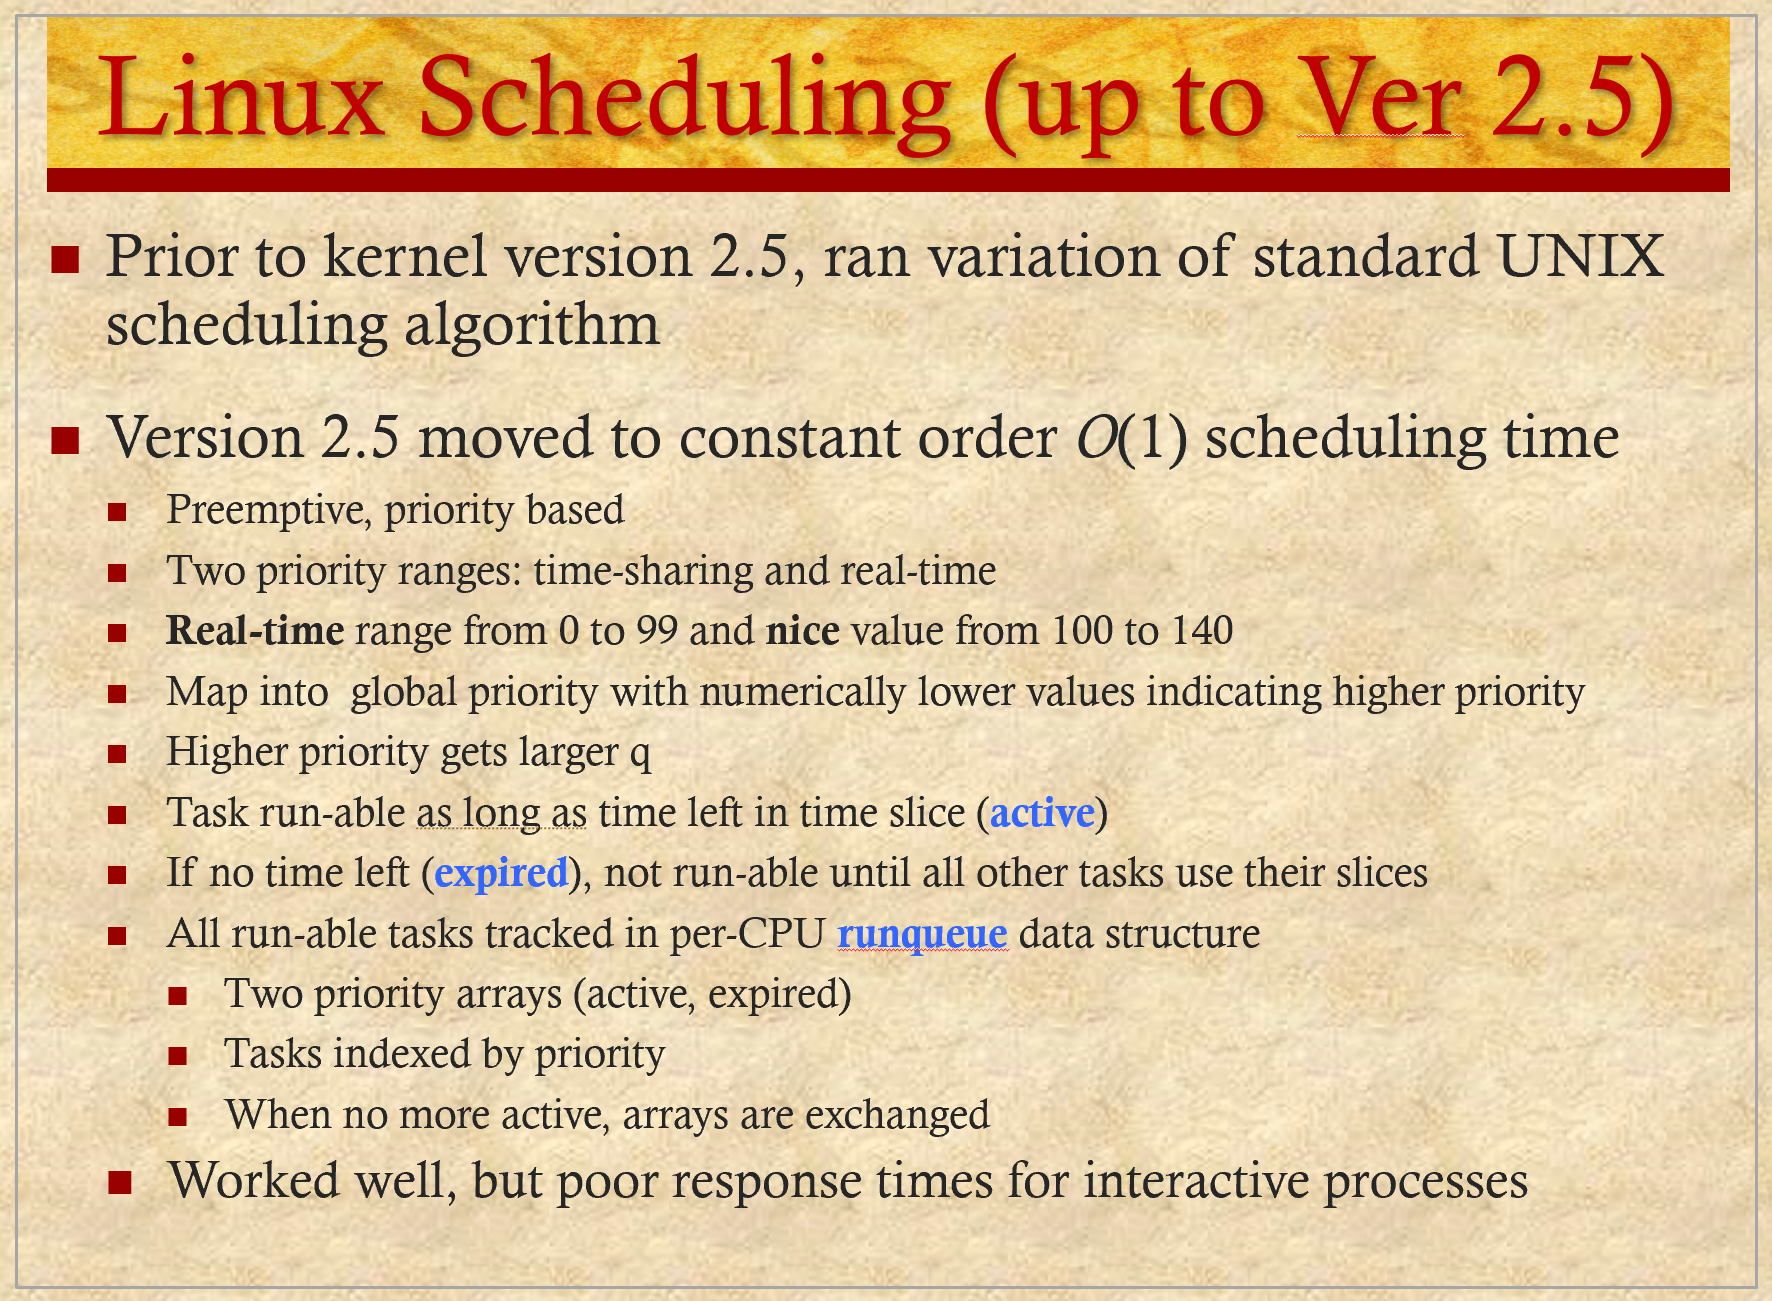 Linux Scheduling (up to Ver 2.5)
Prior to kernel version 2.5, ran variation of standard UNIX
scheduling algorithm
Version 2.5 moved to constant order O(1) scheduling time
Preemptive, priority based
Two priority ranges: time-sharing and real-time
Real-time range from 0 to 99 and nice value from 100 to 140
Map into  global priority with numerically lower values indicating higher priority
Higher priority gets larger q
Task run-able as long as time left in time slice (active)
If no time left (expired), not run-able until all other tasks use their slices
All run-able tasks tracked in per-CPU runqueue data structure
Two priority arrays (active, expired)
Tasks indexed by priority
When no more active, arrays are exchanged
Worked well, but poor response times for interactive processes